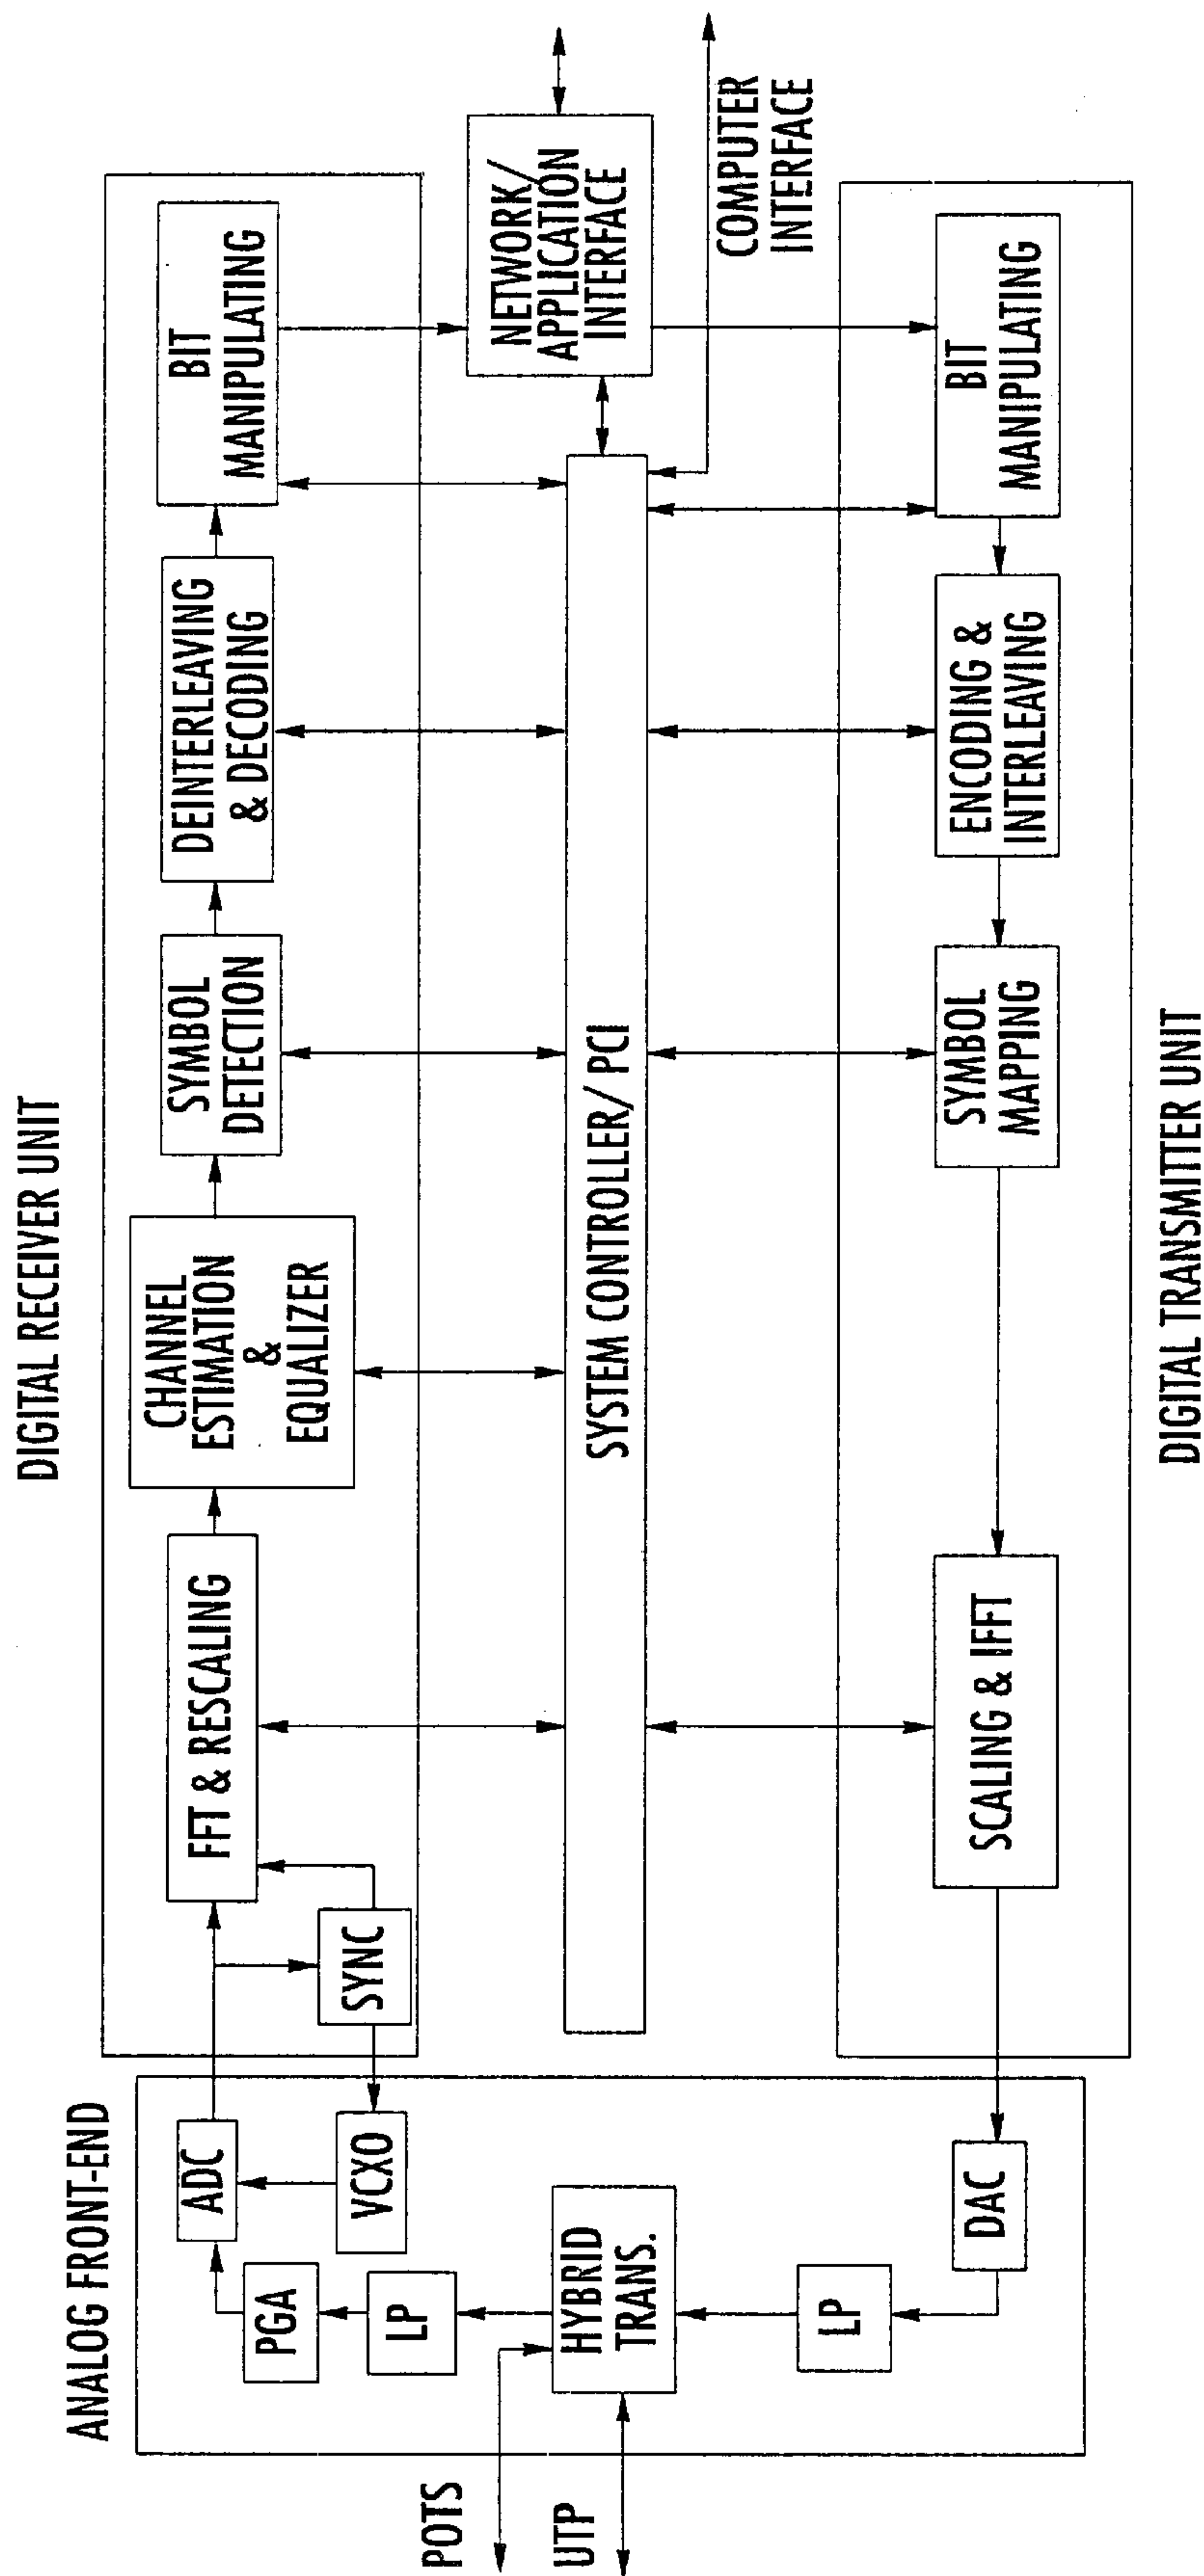 DIGITAL RECEIVER UNIT
ANALOG FRONT-END
ADC
VCXO
PGA
LP
HYBRID
TRANS.
LP
DAC
POTS
UTP
SYNC
FFT & RESCALING
CHANNEL
ESTIMATION
&
EQUALIZER
SYMBOL
DETECTION
DEINTERLEAVING
& DECODING
BIT
MANIPULATING
SYSTEM CONTROLLER/ PCI
NETWORK/
APPLICATION
INTERFACE
COMPUTER
INTERFACE
SCALING & IFFT
SYMBOL
MAPPING
ENCODING &
INTERLEAVING
BIT
MANIPULATING
DIGITAL TRANSMITTER UNIT